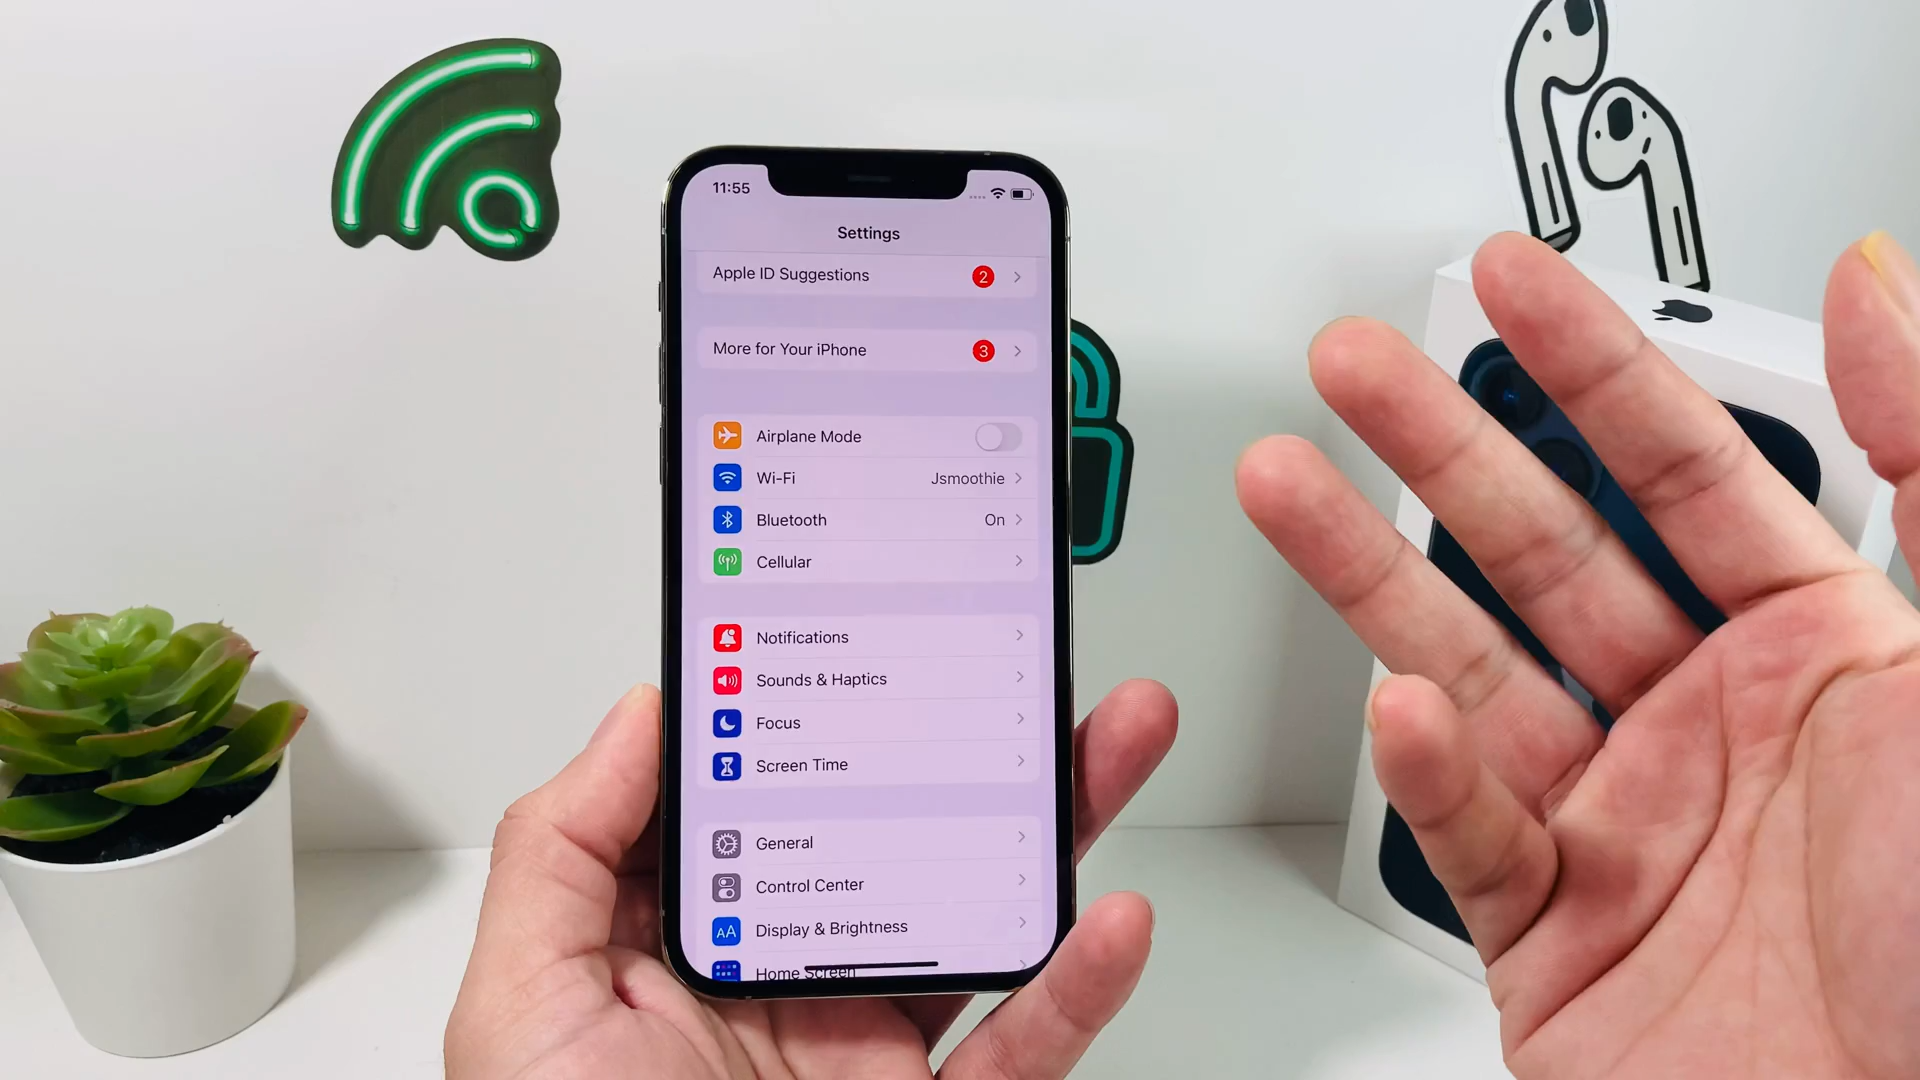 11:55
Settings
Apple ID Suggestions 2
More for Your iPhone 3
Airplane Mode
Wi-Fi Jsmoothie
Bluetooth On
Cellular
Notifications
Sounds & Haptics
Focus
Screen Time
General
Control Center
AA Display & Brightness
Home Screen